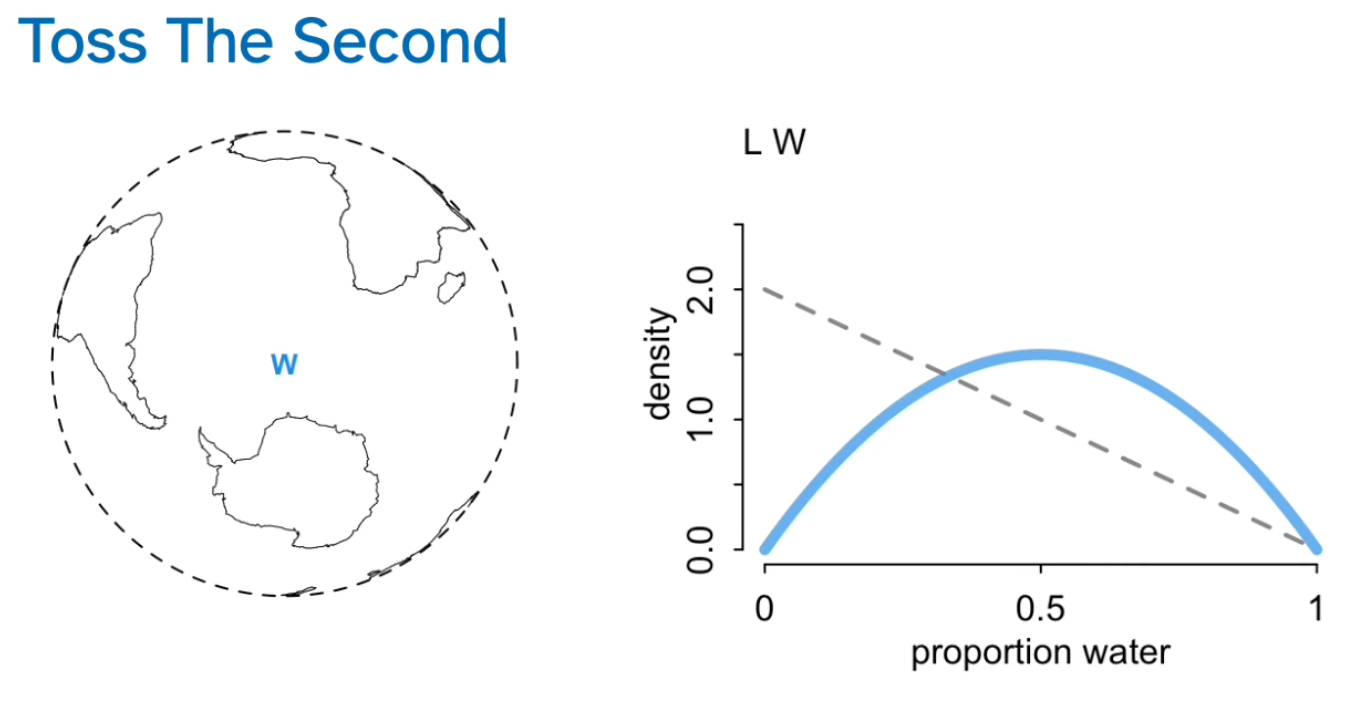 Toss The Second
W
L W
density
2.0
1.0
0.0
0 0.5 1
proportion water